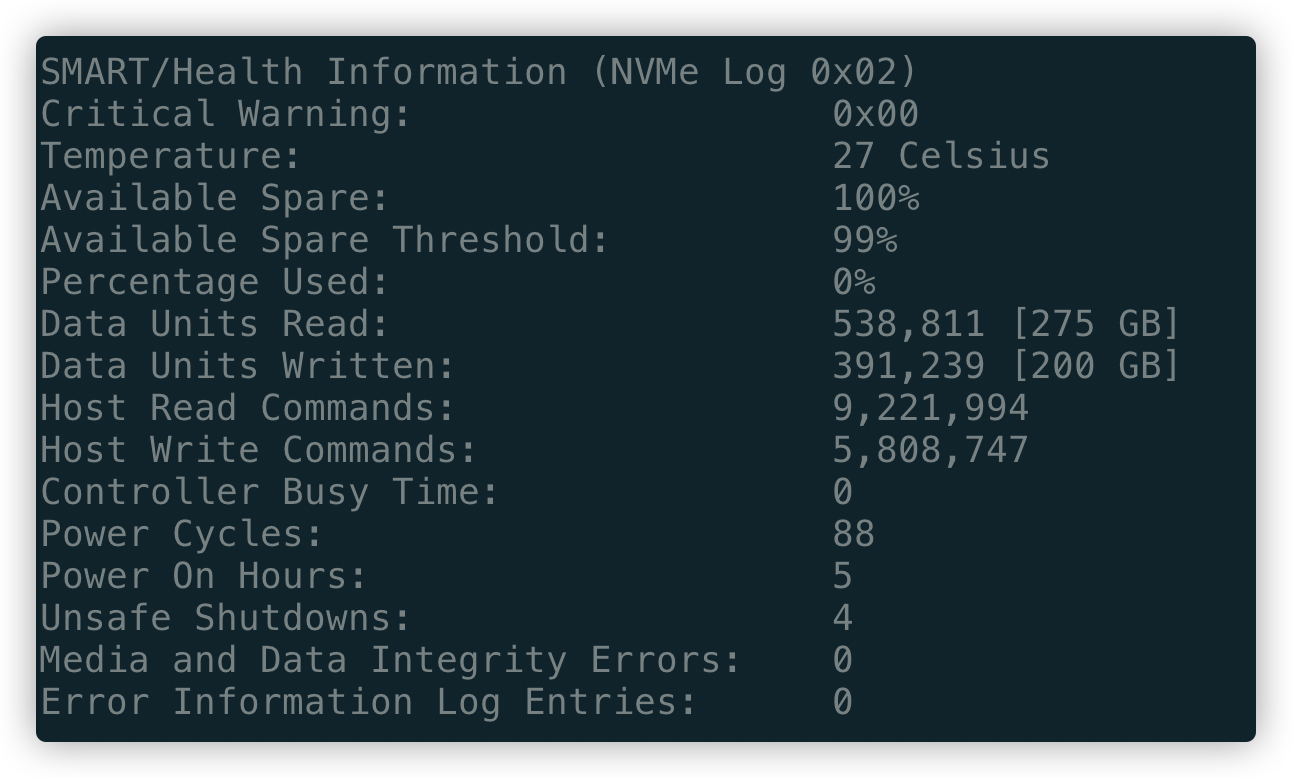 SMART/Health Information (NVMe Log 0x02)
Critical Warning: 0x00
Temperature: 27 Celsius
Available Spare: 100%
Available Spare Threshold: 99%
Percentage Used: 0%
Data Units Read: 538,811 [275 GB]
Data Units Written: 391,239 [200 GB]
Host Read Commands: 9,221,994
Host Write Commands: 5,808,747
Controller Busy Time: 0
Power Cycles: 88
Power On Hours: 5
Unsafe Shutdowns: 4
Media and Data Integrity Errors: 0
Error Information Log Entries: 0